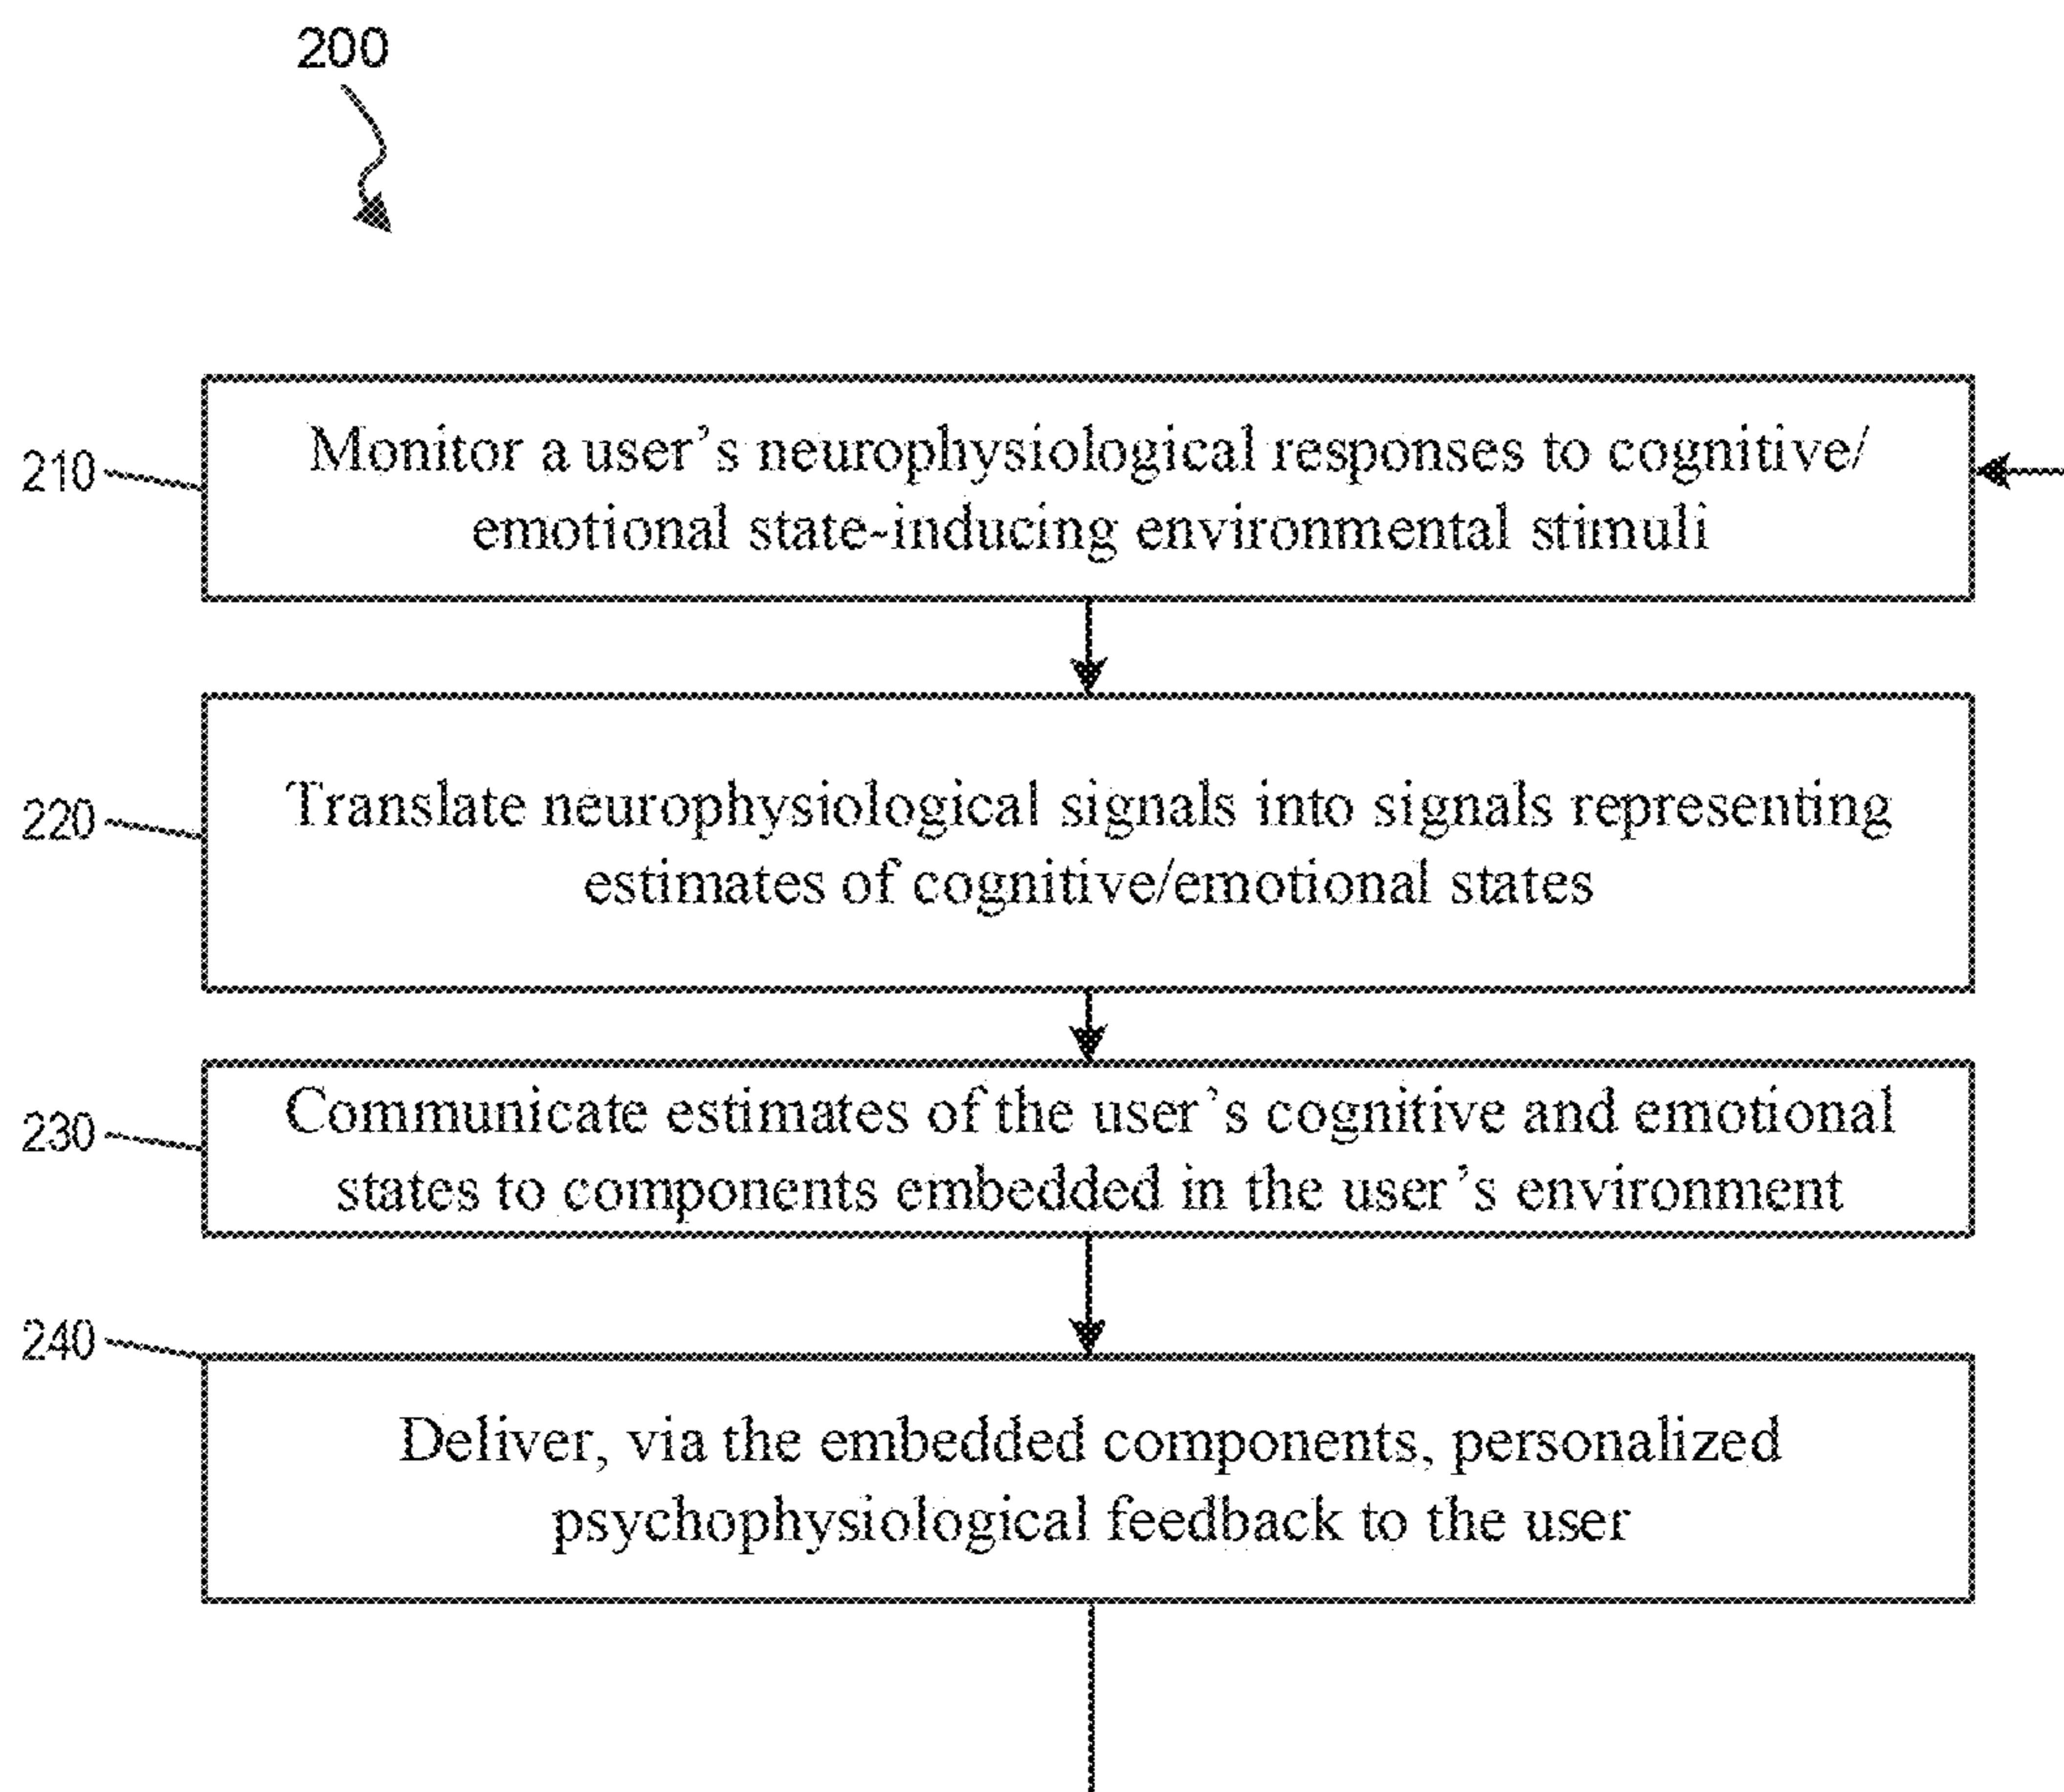 200
210
Monitor a user’s neurophysiological responses to cognitive/
emotional state-inducing environmental stimuli
220
Translate neurophysiological signals into signals representing
estimates of cognitive/emotional states
230
Communicate estimates of the user’s cognitive and emotional
states to components embedded in the user’s environment
240
Deliver, via the embedded components, personalized
psychophysiological feedback to the user